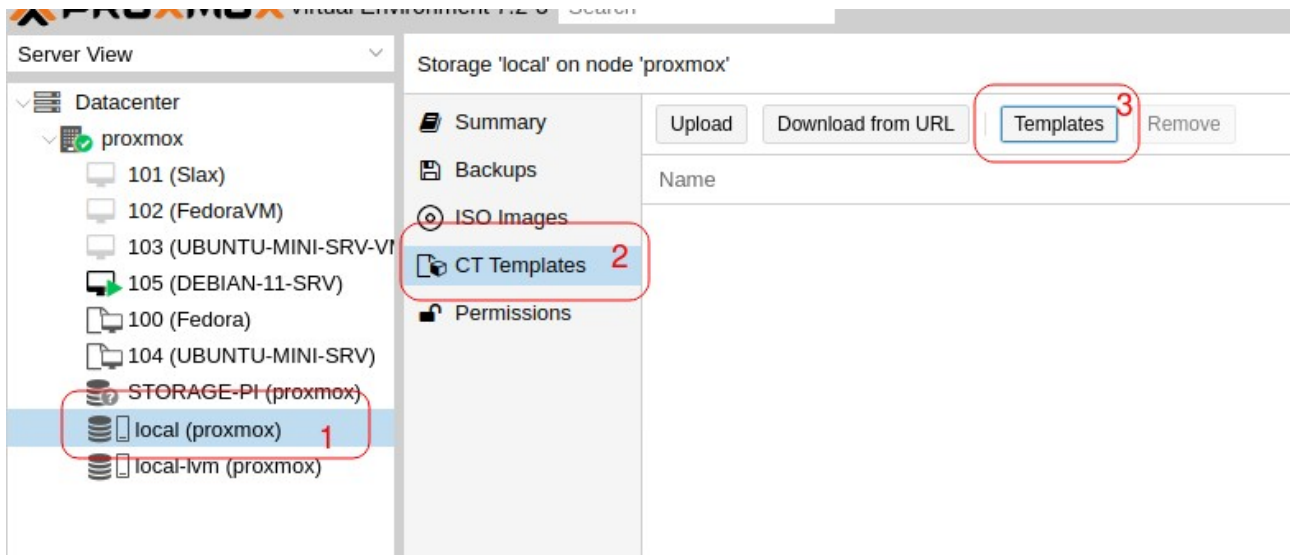 PROXMOX Virtual Environment 7.2-3 Search
Server View
Datacenter
proxmox
101 (Slax)
102 (FedoraVM)
103 (UBUNTU-MINI-SRV-VM
105 (DEBIAN-11-SRV)
100 (Fedora)
104 (UBUNTU-MINI-SRV)
STORAGE-PI (proxmox)
local (proxmox) 1
local-lvm (proxmox)
Storage 'local' on node 'proxmox'
Summary
Backups
ISO Images
CT Templates 2
Permissions
Upload Download from URL Templates 3 Remove
Name